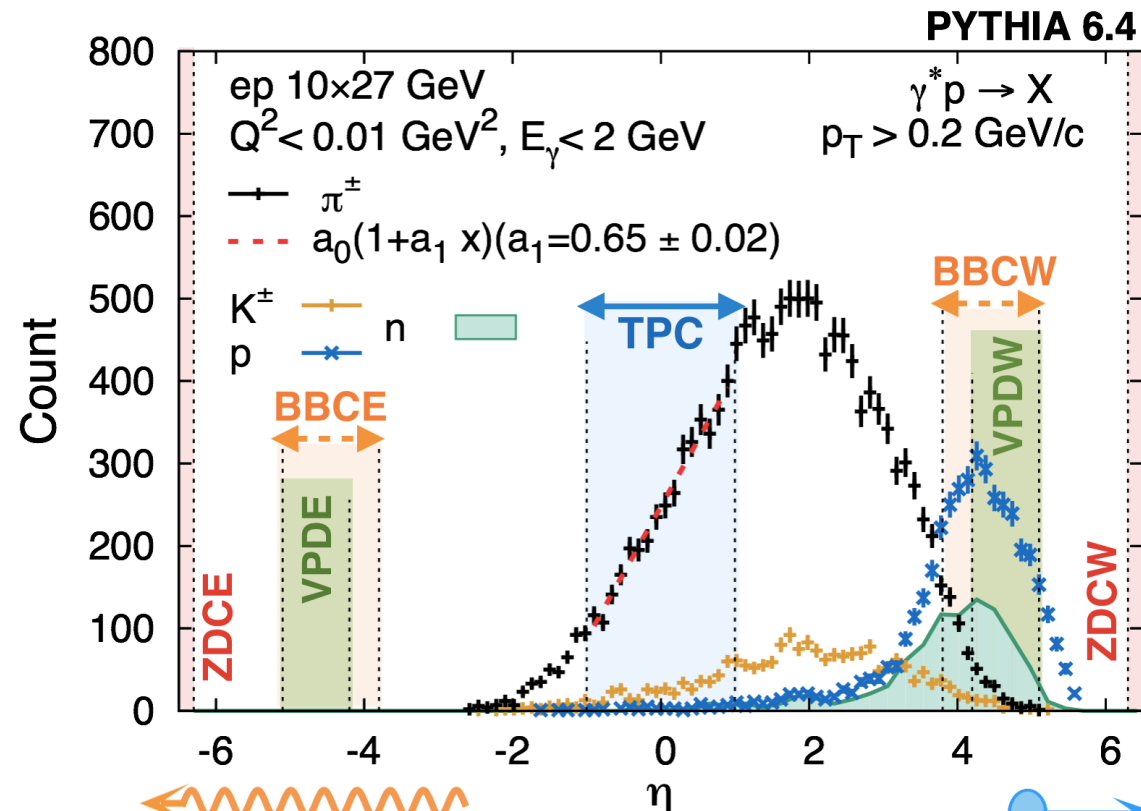 PYTHIA 6.4
ep 10×27 GeV
γ*p → X
Q²< 0.01 GeV², Eγ< 2 GeV
pT > 0.2 GeV/c
π±
a₀(1+a₁ x)(a₁=0.65 ± 0.02)
K±
n
p
TPC
BBCE
BBCW
VPDE
VPDW
ZDCE
ZDCW
Count
800
700
600
500
400
300
200
100
0
-6 -4 -2 0 2 4 6
η